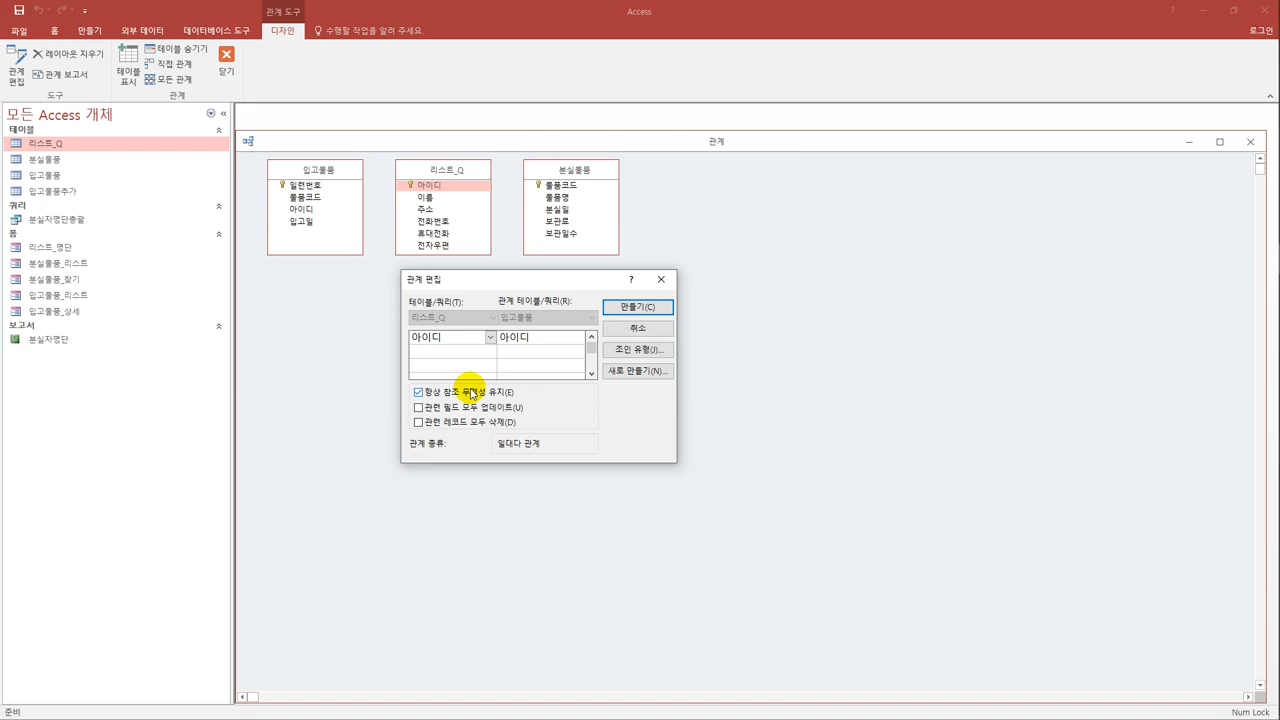 관계 도구
Access
파일
홈
만들기
외부 데이터
데이터베이스 도구
디자인
수행할 작업을 알려 주세요.
로그인
관계
편집
레이아웃 지우기
관계 보고서
도구
테이블
표시
테이블 숨기기
직접 관계
모든 관계
관계
닫기
모든 Access 개체
테이블
리스트_Q
분실물품
입고물품
입고물품추가
쿼리
분실자명단총괄
폼
리스트_명단
분실물품_리스트
분실물품_찾기
입고물품_리스트
입고물품_상세
보고서
분실자명단
관계
입고물품
일련번호
물품코드
아이디
입고일
리스트_Q
아이디
이름
주소
전화번호
휴대전화
전자우편
분실물품
물품코드
물품명
분실일
보관료
보관일수
관계 편집
테이블/쿼리(T):
관계 테이블/쿼리(R):
리스트_Q
입고물품
아이디
아이디
만들기(C)
취소
조인 유형(J)...
새로 만들기(N)...
항상 참조 무결성 유지(E)
관련 필드 모두 업데이트(U)
관련 레코드 모두 삭제(D)
관계 종류:
일대다 관계
준비
Num Lock